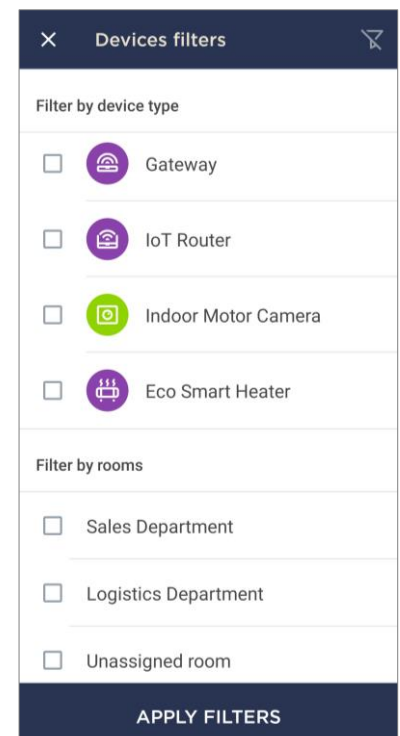 Devices filters
Filter by device type
Gateway
IoT Router
Indoor Motor Camera
Eco Smart Heater
Filter by rooms
Sales Department
Logistics Department
Unassigned room
APPLY FILTERS